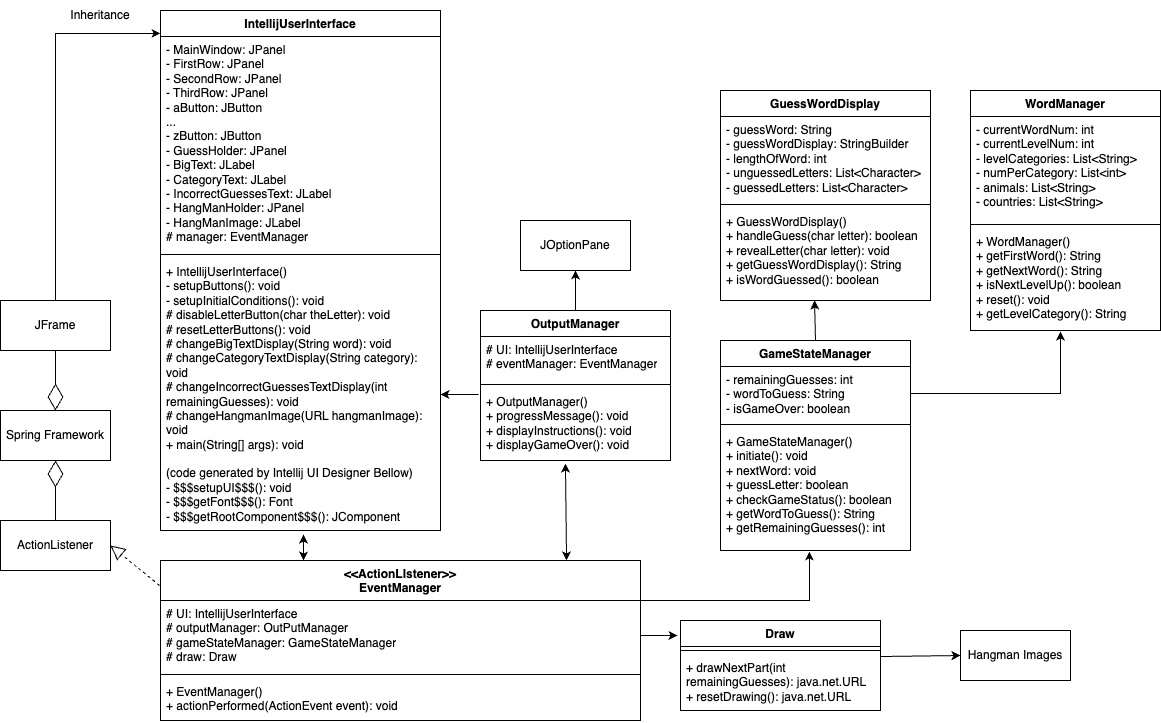 Inheritance
IntellijUserInterface
- MainWindow: JPanel
- FirstRow: JPanel
- SecondRow: JPanel
- ThirdRow: JPanel
- aButton: JButton
...
- zButton: JButton
- GuessHolder: JPanel
- BigText: JLabel
- CategoryText: JLabel
- IncorrectGuessesText: JLabel
- HangManHolder: JPanel
- HangManImage: JLabel
# manager: EventManager
+ IntellijUserInterface()
- setupButtons(): void
- setupInitialConditions(): void
# disableLetterButton(char theLetter): void
# resetLetterButtons(): void
# changeBigTextDisplay(String word): void
# changeCategoryTextDisplay(String category):
void
# changeIncorrectGuessesTextDisplay(int
remainingGuesses): void
# changeHangmanImage(URL hangmanImage):
void
+ main(String[] args): void
(code generated by Intellij UI Designer Bellow)
- $$$setupUI$$$(): void
- $$$getFont$$$(): Font
- $$$getRootComponent$$$(): JComponent
JFrame
Spring Framework
ActionListener
JOptionPane
OutputManager
# UI: IntellijUserInterface
# eventManager: EventManager
+ OutputManager()
+ progressMessage(): void
+ displayInstructions(): void
+ displayGameOver(): void
GuessWordDisplay
- guessWord: String
- guessWordDisplay: StringBuilder
- lengthOfWord: int
- unguessedLetters: List<Character>
- guessedLetters: List<Character>
+ GuessWordDisplay()
+ handleGuess(char letter): boolean
+ revealLetter(char letter): void
+ getGuessWordDisplay(): String
+ isWordGuessed(): boolean
WordManager
- currentWordNum: int
- currentLevelNum: int
- levelCategories: List<String>
- numPerCategory: List<int>
- animals: List<String>
- countries: List<String>
+ WordManager()
+ getFirstWord(): String
+ getNextWord(): String
+ isNextLevelUp(): boolean
+ reset(): void
+ getLevelCategory(): String
GameStateManager
- remainingGuesses: int
- wordToGuess: String
- isGameOver: boolean
+ GameStateManager()
+ initiate(): void
+ nextWord: void
+ guessLetter: boolean
+ checkGameStatus(): boolean
+ getWordToGuess(): String
+ getRemainingGuesses(): int
<<ActionLIstener>>
EventManager
# UI: IntellijUserInterface
# outputManager: OutPutManager
# gameStateManager: GameStateManager
# draw: Draw
+ EventManager()
+ actionPerformed(ActionEvent event): void
Draw
+ drawNextPart(int
remainingGuesses): java.net.URL
+ resetDrawing(): java.net.URL
Hangman Images